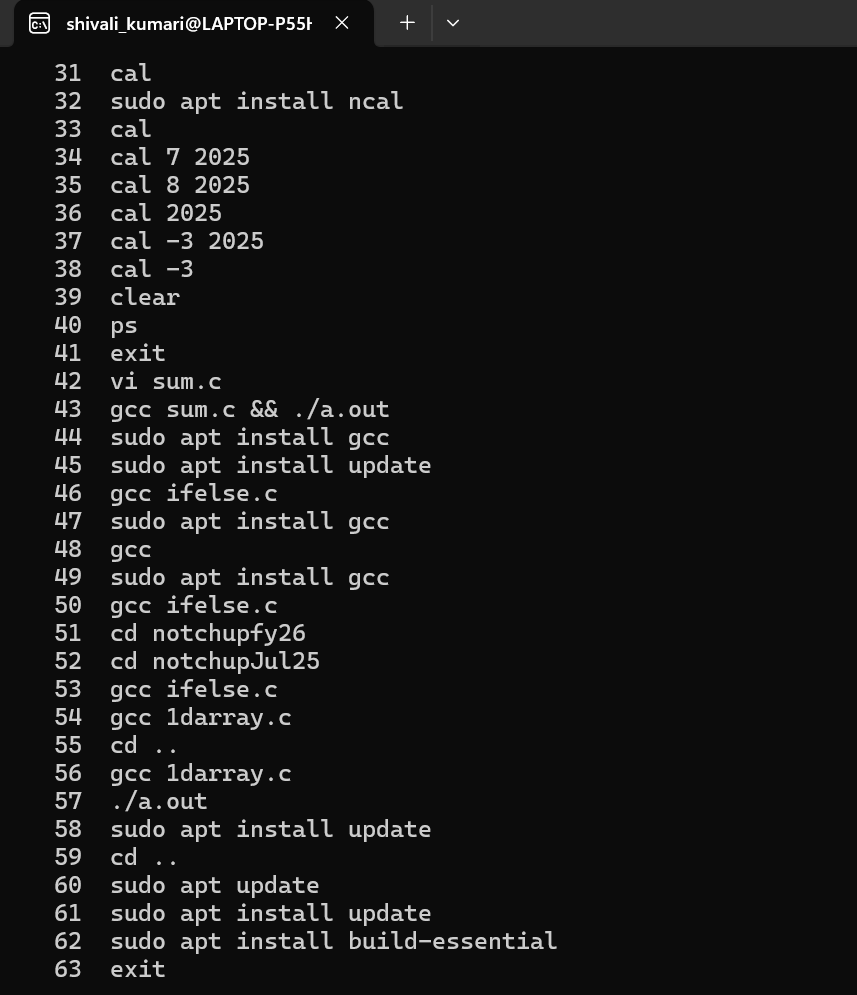 shivali_kumari@LAPTOP-P55H
31 cal
32 sudo apt install ncal
33 cal
34 cal 7 2025
35 cal 8 2025
36 cal 2025
37 cal -3 2025
38 cal -3
39 clear
40 ps
41 exit
42 vi sum.c
43 gcc sum.c && ./a.out
44 sudo apt install gcc
45 sudo apt install update
46 gcc ifelse.c
47 sudo apt install gcc
48 gcc
49 sudo apt install gcc
50 gcc ifelse.c
51 cd notchupfy26
52 cd notchupJul25
53 gcc ifelse.c
54 gcc 1darray.c
55 cd ..
56 gcc 1darray.c
57 ./a.out
58 sudo apt install update
59 cd ..
60 sudo apt update
61 sudo apt install update
62 sudo apt install build-essential
63 exit